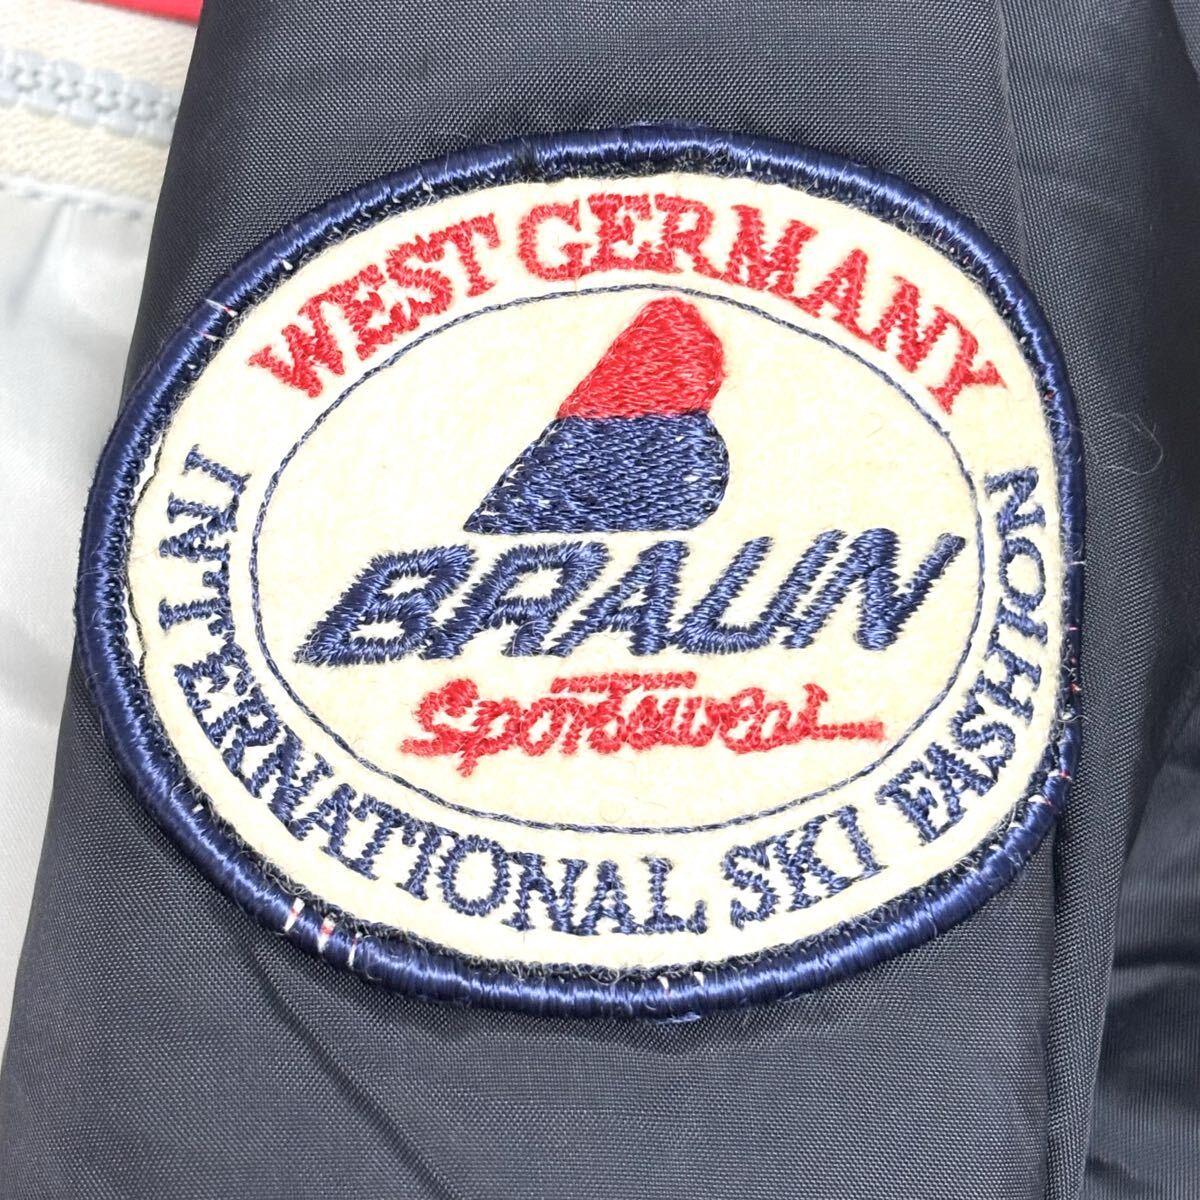 WEST GERMANY
BRAUN
Sportswear
INTERNATIONAL SKI FASHION